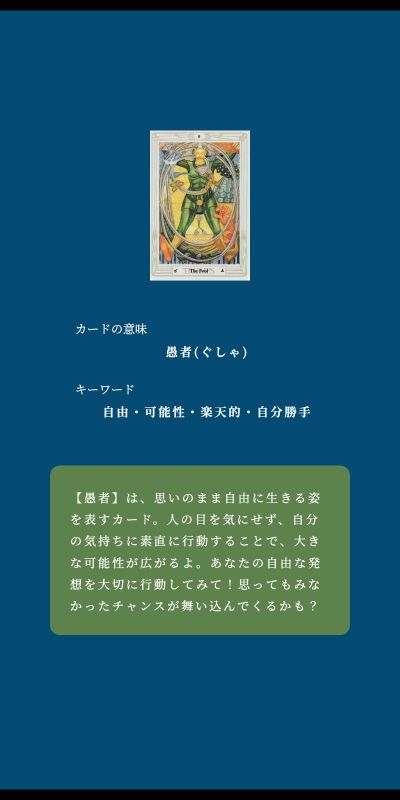 0
The Fool
カードの意味
愚者(ぐしゃ)
キーワード
自由・可能性・楽天的・自分勝手
【愚者】は、思いのまま自由に生きる姿
を表すカード。人の目を気にせず、自分
の気持ちに素直に行動することで、大き
な可能性が広がるよ。あなたの自由な発
想を大切に行動してみて！思ってもみな
かったチャンスが舞い込んでくるかも？